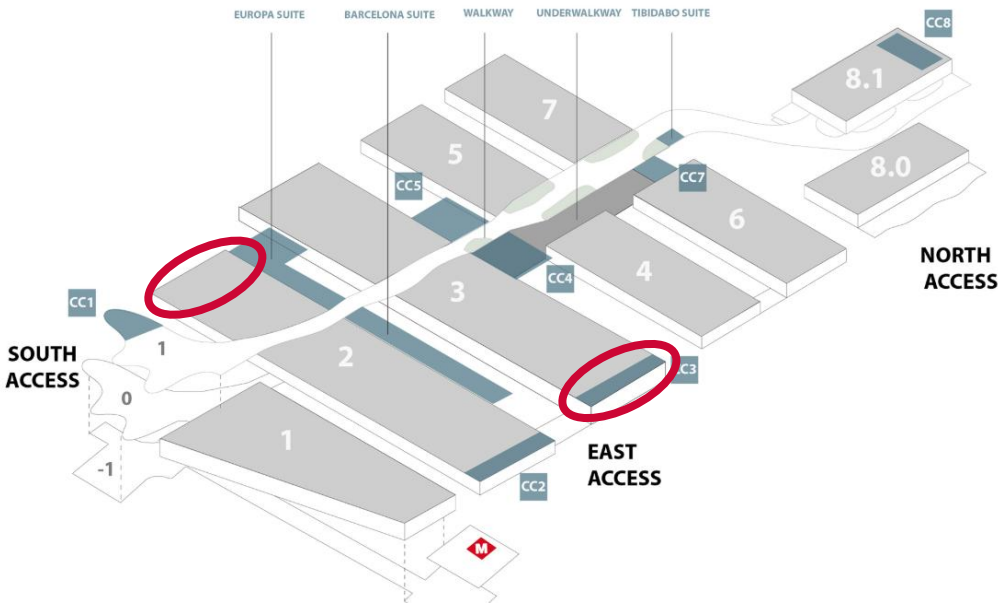 EUROPA SUITE
BARCELONA SUITE
WALKWAY
UNDERWALKWAY
TIBIDABO SUITE
CC8
8.1
7
5
8.0
CC5
CC7
6
NORTH
ACCESS
4
CC4
3
CC1
SOUTH
ACCESS
1
2
CC3
0
1
EAST
ACCESS
-1
CC2
M